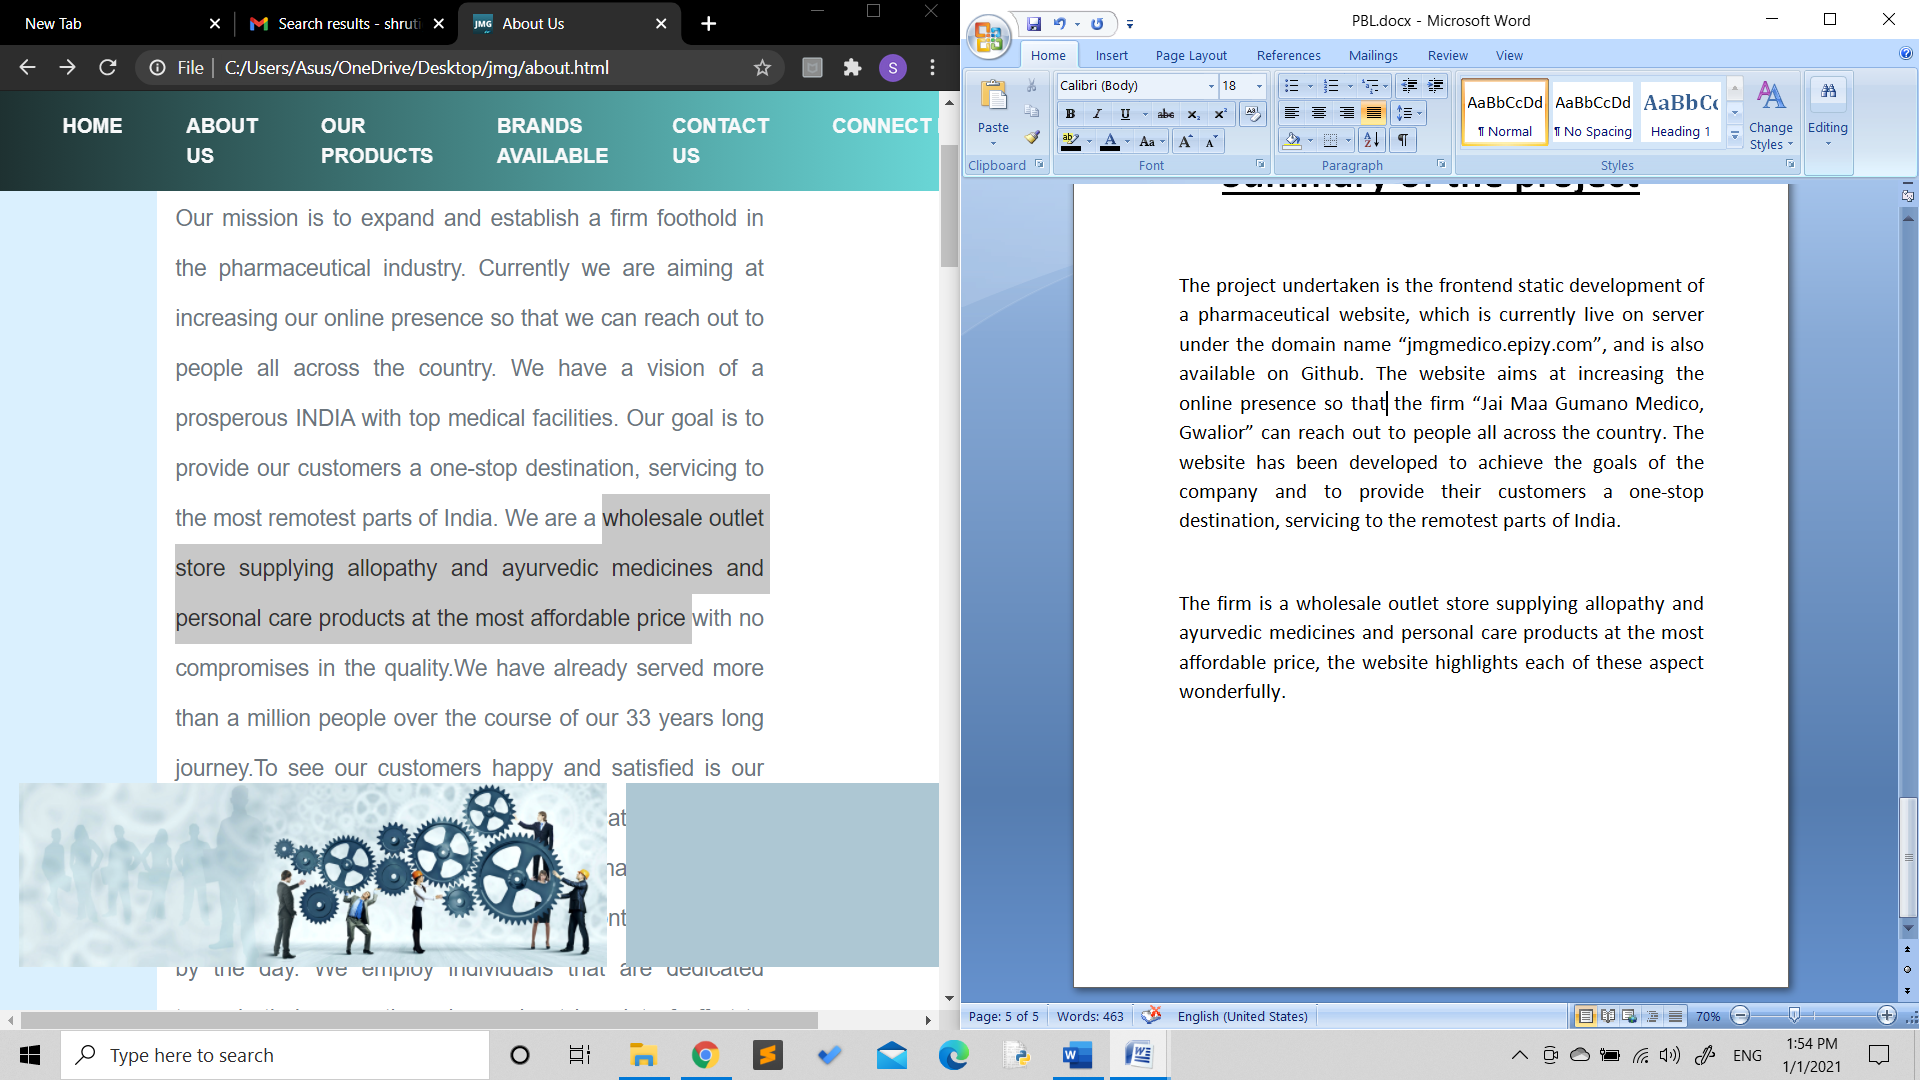 New Tab
Search results - shruti
JMG About Us
File
C:/Users/Asus/OneDrive/Desktop/jmg/about.html
S
HOME
ABOUT US
OUR PRODUCTS
BRANDS AVAILABLE
CONTACT US
CONNECT
Our mission is to expand and establish a firm foothold in
the pharmaceutical industry. Currently we are aiming at
increasing our online presence so that we can reach out to
people all across the country. We have a vision of a
prosperous INDIA with top medical facilities. Our goal is to
provide our customers a one-stop destination, servicing to
the most remotest parts of India. We are a wholesale outlet
store supplying allopathy and ayurvedic medicines and
personal care products at the most affordable price with no
compromises in the quality.We have already served more
than a million people over the course of our 33 years long
journey.To see our customers happy and satisfied is our
by the day. We employ individuals that are dedicated
PBL.docx - Microsoft Word
Home
Insert
Page Layout
References
Mailings
Review
View
Paste
Clipboard
Calibri (Body)
18
B I U abc x₂ x²
ab A Aa A A
Font
Paragraph
AaBbCcDd
¶ Normal
AaBbCcDd
¶ No Spacing
AaBbCc
Heading 1
Change Styles
Styles
Editing
Summary of the project
The project undertaken is the frontend static development of
a pharmaceutical website, which is currently live on server
under the domain name “jmgmedico.epizy.com”, and is also
available on Github. The website aims at increasing the
online presence so that the firm “Jai Maa Gumano Medico,
Gwalior” can reach out to people all across the country. The
website has been developed to achieve the goals of the
company and to provide their customers a one-stop
destination, servicing to the remotest parts of India.
The firm is a wholesale outlet store supplying allopathy and
ayurvedic medicines and personal care products at the most
affordable price, the website highlights each of these aspect
wonderfully.
Page: 5 of 5
Words: 463
English (United States)
70%
Type here to search
ENG
1:54 PM
1/1/2021